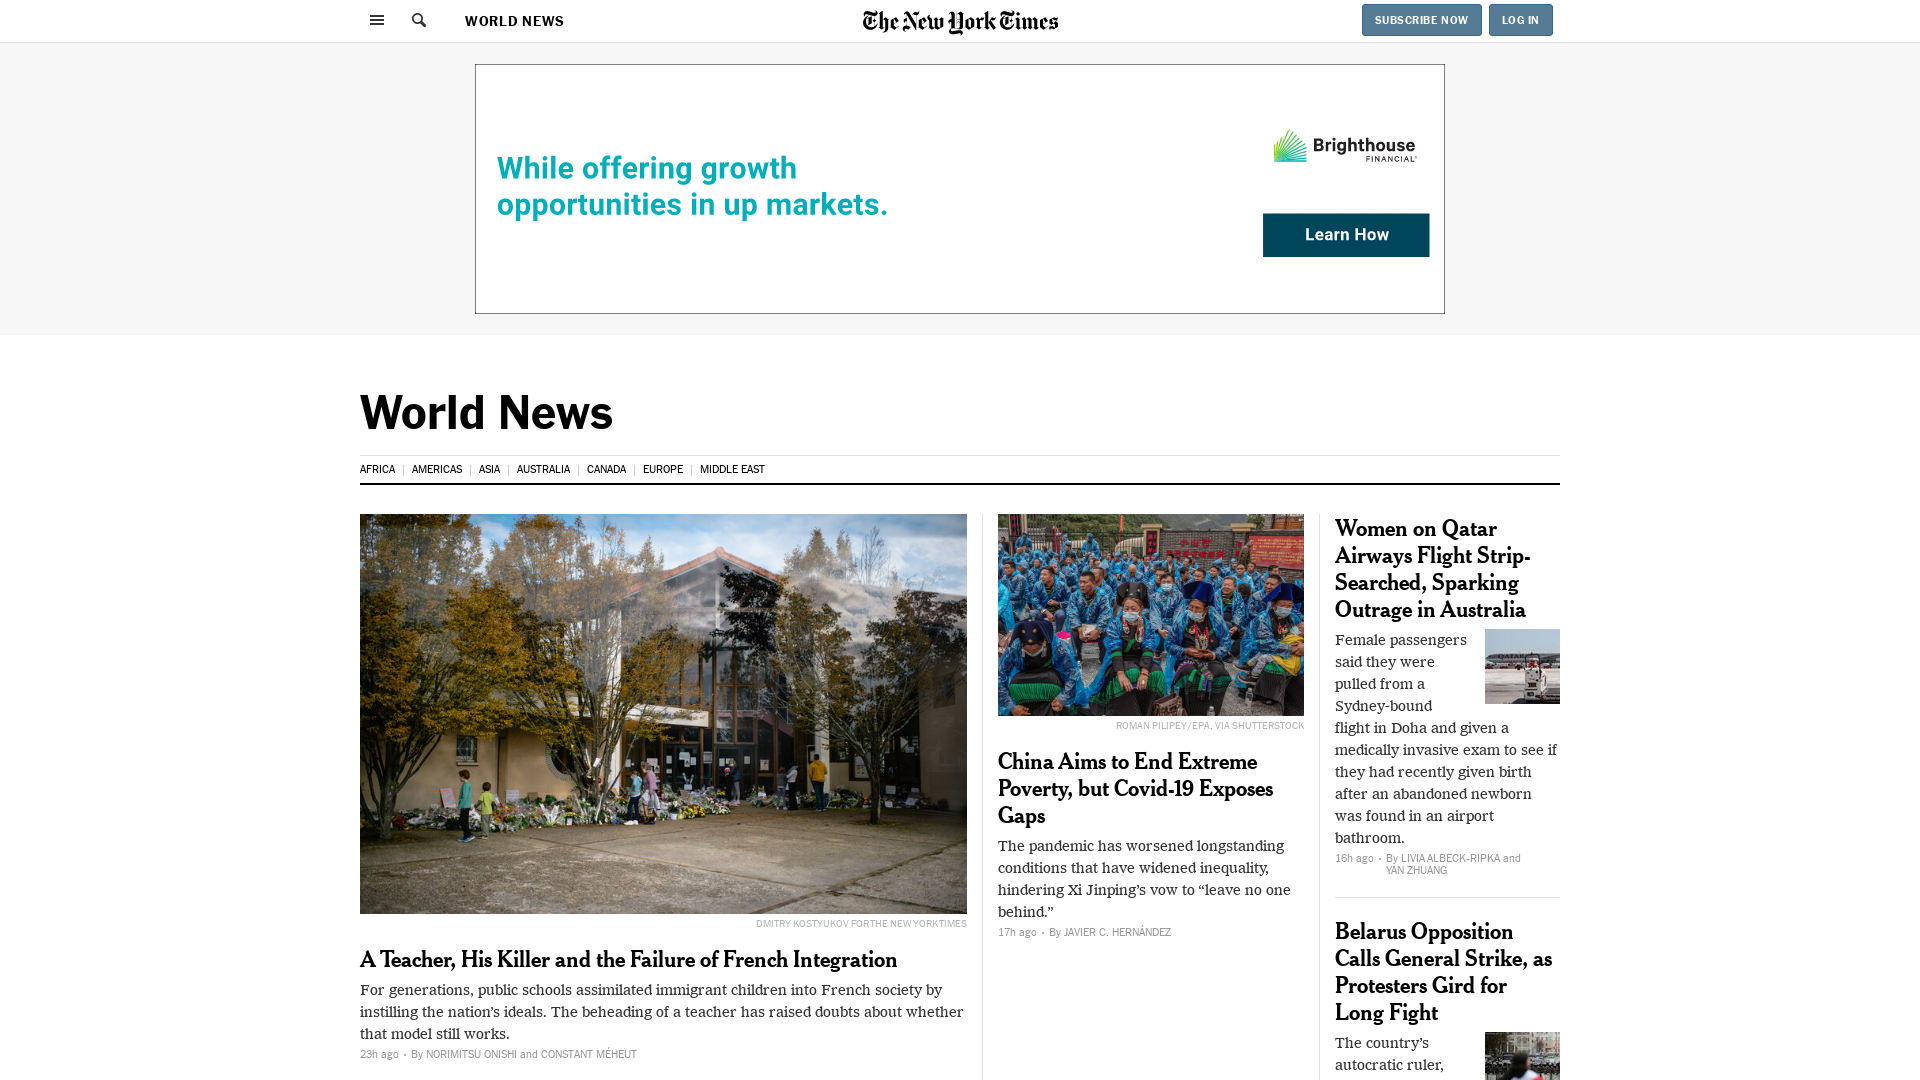 WORLD NEWS
The New York Times
SUBSCRIBE NOW
LOG IN
While offering growth
opportunities in up markets.
Brighthouse
FINANCIAL
Learn How
World News
AFRICA
AMERICAS
ASIA
AUSTRALIA
CANADA
EUROPE
MIDDLE EAST
DMITRY KOSTYUKOV FOR THE NEW YORK TIMES
A Teacher, His Killer and the Failure of French Integration
For generations, public schools assimilated immigrant children into French society by
instilling the nation’s ideals. The beheading of a teacher has raised doubts about whether
that model still works.
23h ago • By NORIMITSU ONISHI and CONSTANT MÉHEUT
ROMAN PILIPEY/EPA, VIA SHUTTERSTOCK
China Aims to End Extreme
Poverty, but Covid-19 Exposes
Gaps
The pandemic has worsened longstanding
conditions that have widened inequality,
hindering Xi Jinping’s vow to “leave no one
behind.”
17h ago • By JAVIER C. HERNÁNDEZ
Women on Qatar
Airways Flight Strip-
Searched, Sparking
Outrage in Australia
Female passengers
said they were
pulled from a
Sydney-bound
flight in Doha and given a
medically invasive exam to see if
they had recently given birth
after an abandoned newborn
was found in an airport
bathroom.
16h ago • By LIVIA ALBECK-RIPKA and
YAN ZHUANG
Belarus Opposition
Calls General Strike, as
Protesters Gird for
Long Fight
The country’s
autocratic ruler,